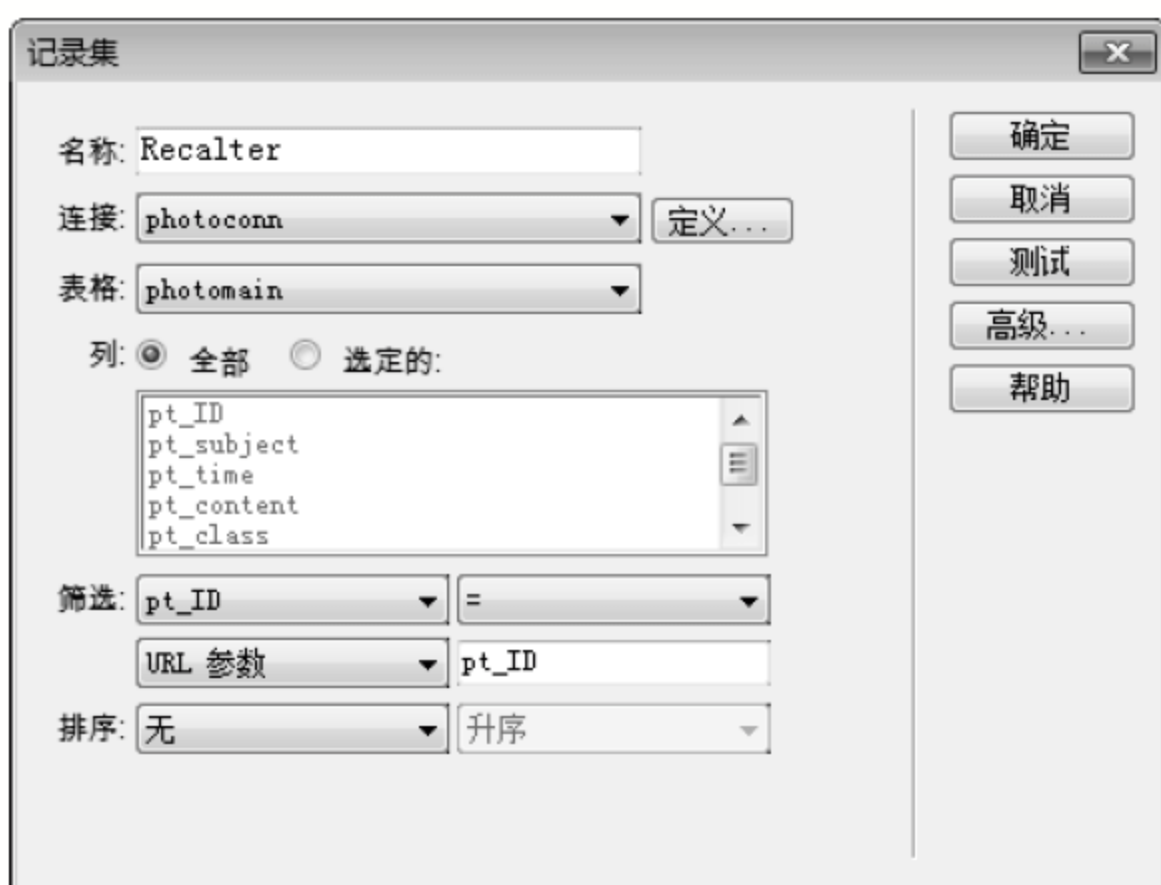 记录集
名称: Recalter
确定
连接: photoconn 定义...
取消
表格: photomain
测试
列: 全部 选定的:
高级...
pt_ID
帮助
pt_subject
pt_time
pt_content
pt_class
筛选: pt_ID =
URL 参数 pt_ID
排序: 无 升序